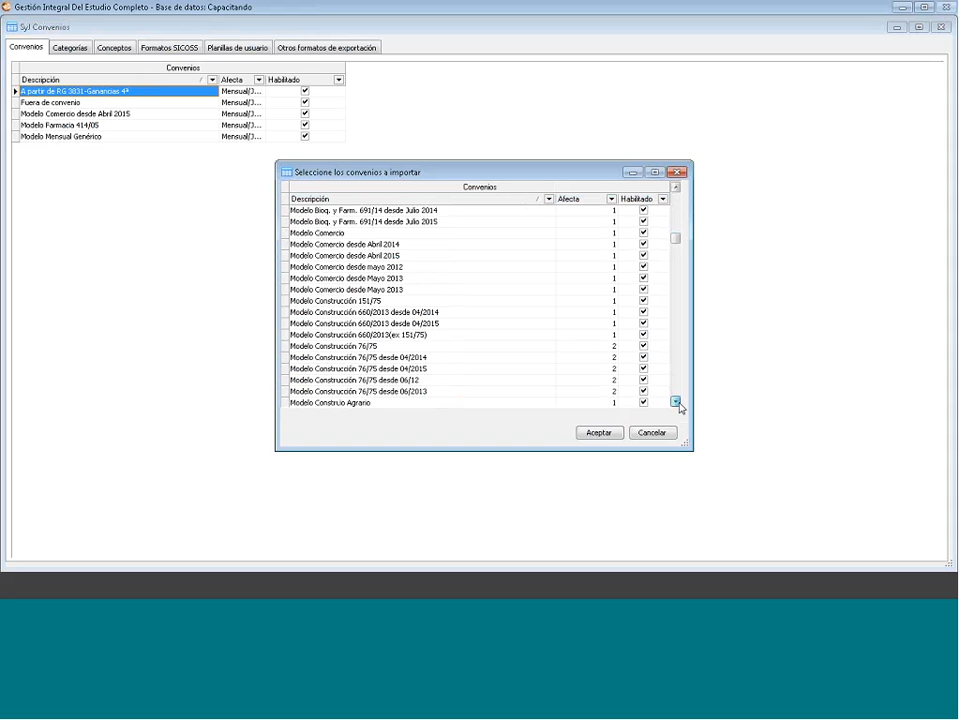 Gestión Integral Del Estudio Completo - Base de datos: Capacitando
SyJ Convenios
Convenios Categorías Conceptos Formatos SICOSS Planillas de usuario Otros formatos de exportación
Convenios
Descripción Afecta Habilitado
A partir de RG 3831-Ganancias 4ª Mensual/J...
Fuera de convenio Mensual/J...
Modelo Comercio desde Abril 2015 Mensual/J...
Modelo Farmacia 414/05 Mensual/J...
Modelo Mensual Genérico Mensual/J...
Seleccione los convenios a importar
Convenios
Descripción Afecta Habilitado
Modelo Bioq. y Farm. 691/14 desde Julio 2014 1
Modelo Bioq. y Farm. 691/14 desde Julio 2015 1
Modelo Comercio 1
Modelo Comercio desde Abril 2014 1
Modelo Comercio desde Abril 2015 1
Modelo Comercio desde mayo 2012 1
Modelo Comercio desde Mayo 2013 1
Modelo Comercio desde Mayo 2013 1
Modelo Construcción 151/75 1
Modelo Construcción 660/2013 desde 04/2014 1
Modelo Construcción 660/2013 desde 04/2015 1
Modelo Construcción 660/2013(ex 151/75) 1
Modelo Construcción 76/75 2
Modelo Construcción 76/75 desde 04/2014 2
Modelo Construcción 76/75 desde 04/2015 2
Modelo Construcción 76/75 desde 06/12 2
Modelo Construcción 76/75 desde 06/2013 2
Modelo Agrario 1
Aceptar Cancelar